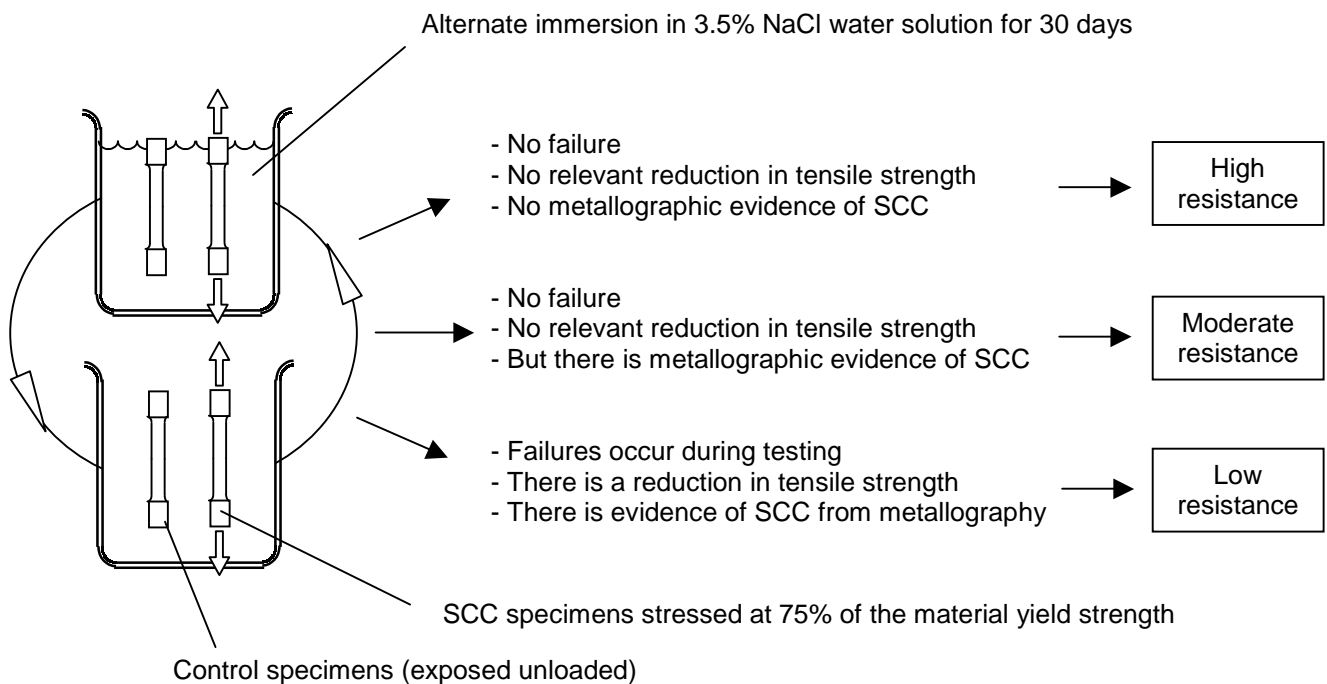 Alternate immersion in 3.5% NaCl water solution for 30 days
- No failure
- No relevant reduction in tensile strength
- No metallographic evidence of SCC
High
resistance
- No failure
- No relevant reduction in tensile strength
- But there is metallographic evidence of SCC
Moderate
resistance
- Failures occur during testing
- There is a reduction in tensile strength
- There is evidence of SCC from metallography
Low
resistance
SCC specimens stressed at 75% of the material yield strength
Control specimens (exposed unloaded)